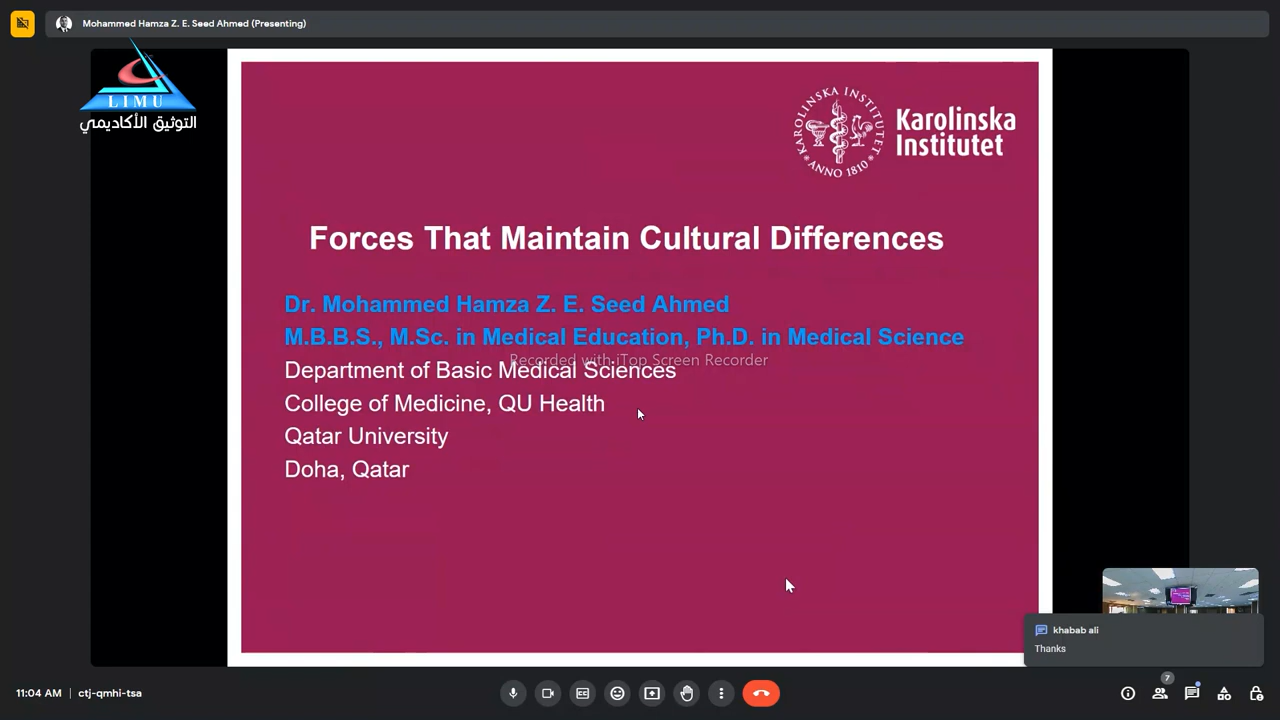 Mohammed Hamza Z. E. Seed Ahmed (Presenting)
LIMU
التوثيق الأكاديمي
KAROLINSKA INSTITUTET
ANNO 1810
Karolinska
Institutet
Forces That Maintain Cultural Differences
Dr. Mohammed Hamza Z. E. Seed Ahmed
M.B.B.S., M.Sc. in Medical Education, Ph.D. in Medical Science
Recorded with iTop Screen Recorder
Department of Basic Medical Sciences
College of Medicine, QU Health
Qatar University
Doha, Qatar
khabab ali
Thanks
11:04 AM | ctj-qmhi-tsa
7